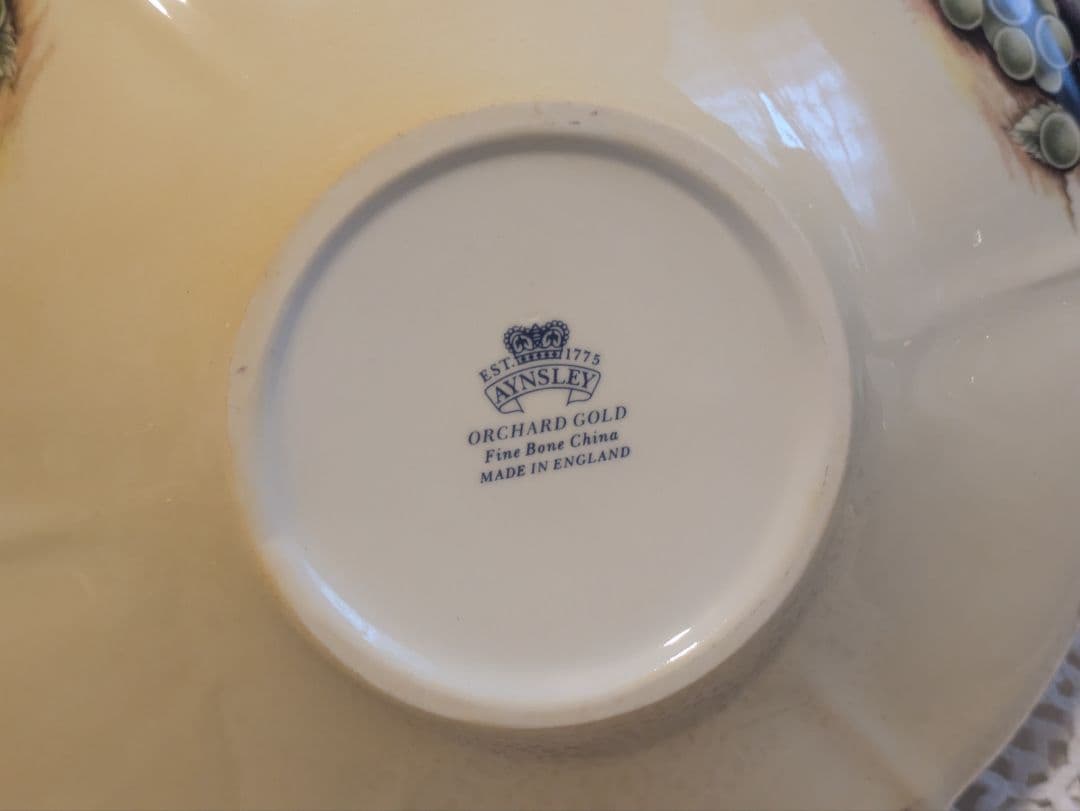 EST. 1775
AYNSLEY
ORCHARD GOLD
Fine Bone China
MADE IN ENGLAND